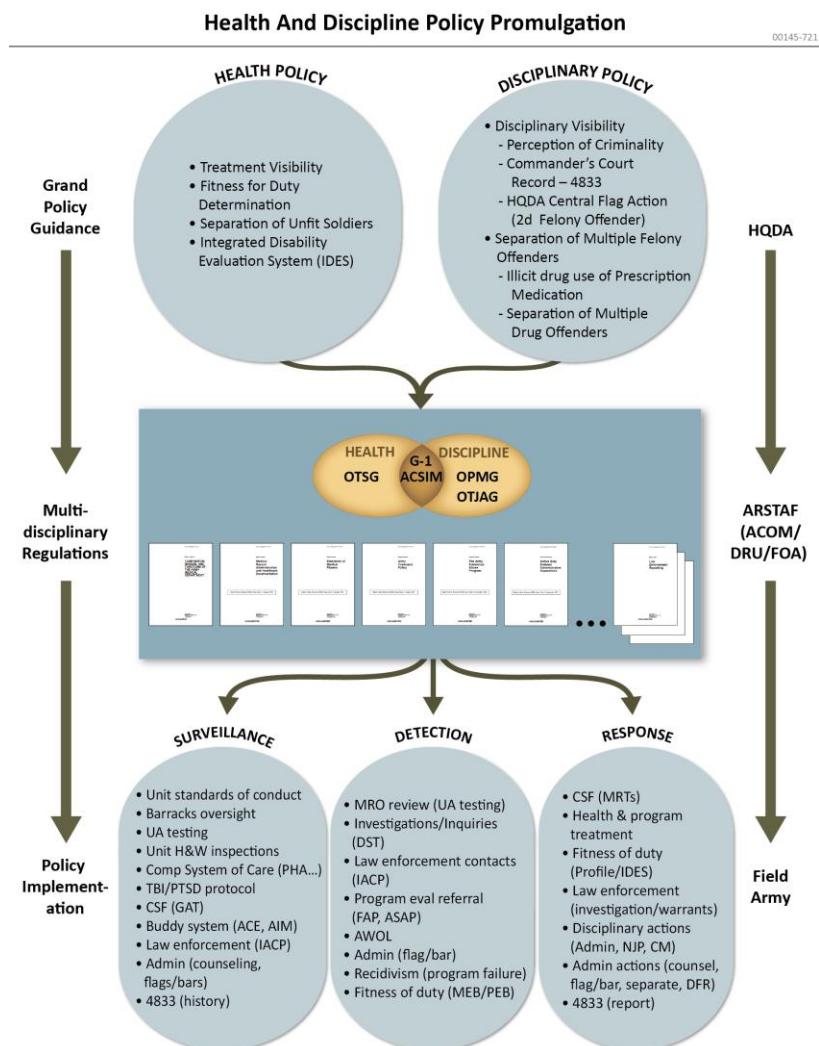 Health And Discipline Policy Promulgation
00145-721
HEALTH POLICY
• Treatment Visibility
• Fitness for Duty
Determination
• Separation of Unfit Soldiers
• Integrated Disability
Evaluation System (IDES)
DISCIPLINARY POLICY
• Disciplinary Visibility
- Perception of Criminality
- Commander’s Court
Record – 4833
- HQDA Central Flag Action
(2d Felony Offender)
• Separation of Multiple Felony
Offenders
- Illicit drug use of Prescription
Medication
- Separation of Multiple
Drug Offenders
Grand
Policy
Guidance
HQDA
HEALTH
OTSG
G-1
ACSIM
DISCIPLINE
OPMG
OTJAG
Multi-
disciplinary
Regulations
ARSTAF
(ACOM/
DRU/FOA)
•••
SURVEILLANCE
• Unit standards of conduct
• Barracks oversight
• UA testing
• Unit H&W inspections
• Comp System of Care (PHA...)
• TBI/PTSD protocol
• CSF (GAT)
• Buddy system (ACE, AIM)
• Law enforcement (IACP)
• Admin (counseling,
flags/bars)
• 4833 (history)
DETECTION
• MRO review (UA testing)
• Investigations/Inquiries
(DST)
• Law enforcement contacts
(IACP)
• Program eval referral
(FAP, ASAP)
• AWOL
• Admin (flag/bar)
• Recidivism (program failure)
• Fitness of duty (MEB/PEB)
RESPONSE
• CSF (MRTs)
• Health & program
treatment
• Fitness of duty
(Profile/IDES)
• Law enforcement
(investigation/warrants)
• Disciplinary actions
(Admin, NJP, CM)
• Admin actions (counsel,
flag/bar, separate, DFR)
• 4833 (report)
Policy
Implement-
ation
Field
Army